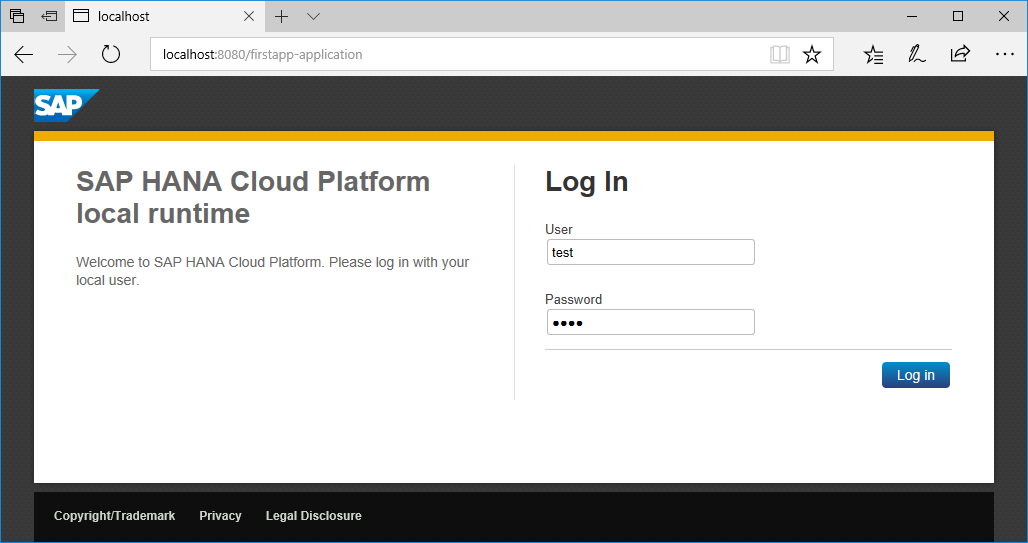 localhost
localhost:8080/firstapp-application
SAP
SAP HANA Cloud Platform
local runtime
Welcome to SAP HANA Cloud Platform. Please log in with your
local user.
Log In
User
test
Password
••••
Log in
Copyright/Trademark Privacy Legal Disclosure